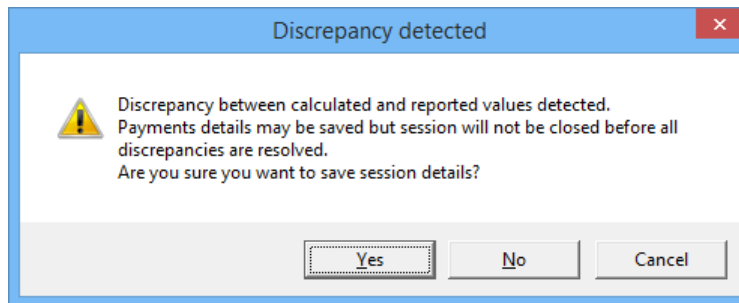 Discrepancy detected
Discrepancy between calculated and reported values detected.
Payments details may be saved but session will not be closed before all
discrepancies are resolved.
Are you sure you want to save session details?
Yes No Cancel